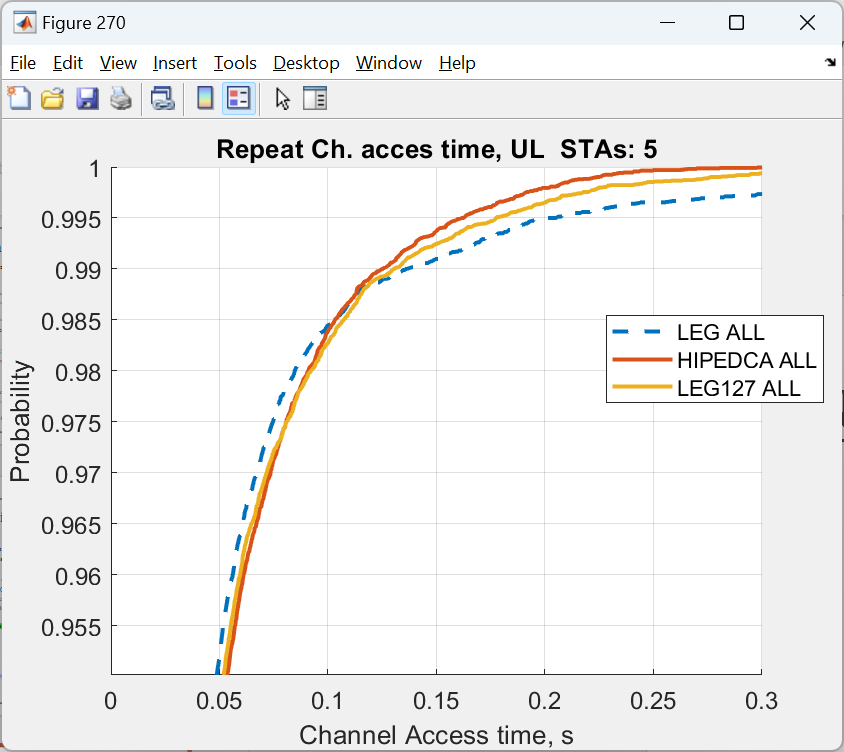 Figure 270
File Edit View Insert Tools Desktop Window Help
Repeat Ch. acces time, UL  STAs: 5
1
0.995
0.99
0.985
0.98
0.975
0.97
0.965
0.96
0.955
Probability
LEG ALL
HIPEDCA ALL
LEG127 ALL
0 0.05 0.1 0.15 0.2 0.25 0.3
Channel Access time, s